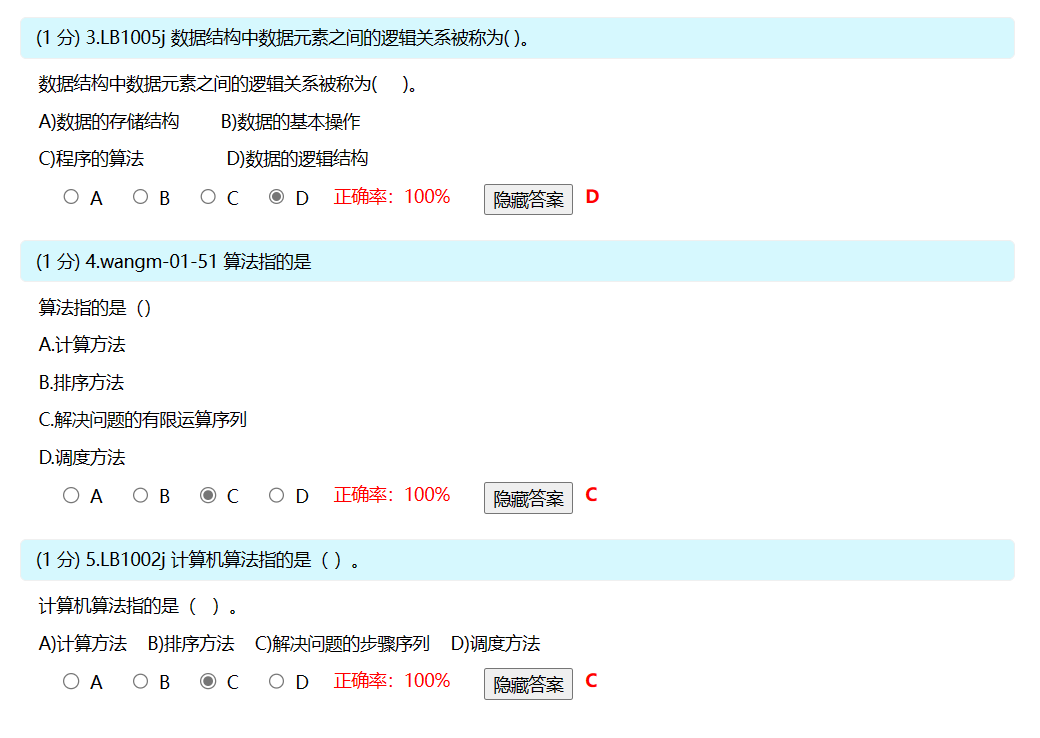 (1 分) 3.LB1005j 数据结构中数据元素之间的逻辑关系被称为( )。
数据结构中数据元素之间的逻辑关系被称为(     )。
A)数据的存储结构        B)数据的基本操作
C)程序的算法                D)数据的逻辑结构
A B C D 正确率：100% 隐藏答案 D
(1 分) 4.wangm-01-51 算法指的是
算法指的是（）
A.计算方法
B.排序方法
C.解决问题的有限运算序列
D.调度方法
A B C D 正确率：100% 隐藏答案 C
(1 分) 5.LB1002j 计算机算法指的是（ ）。
计算机算法指的是（   ）。
A)计算方法    B)排序方法    C)解决问题的步骤序列    D)调度方法
A B C D 正确率：100% 隐藏答案 C